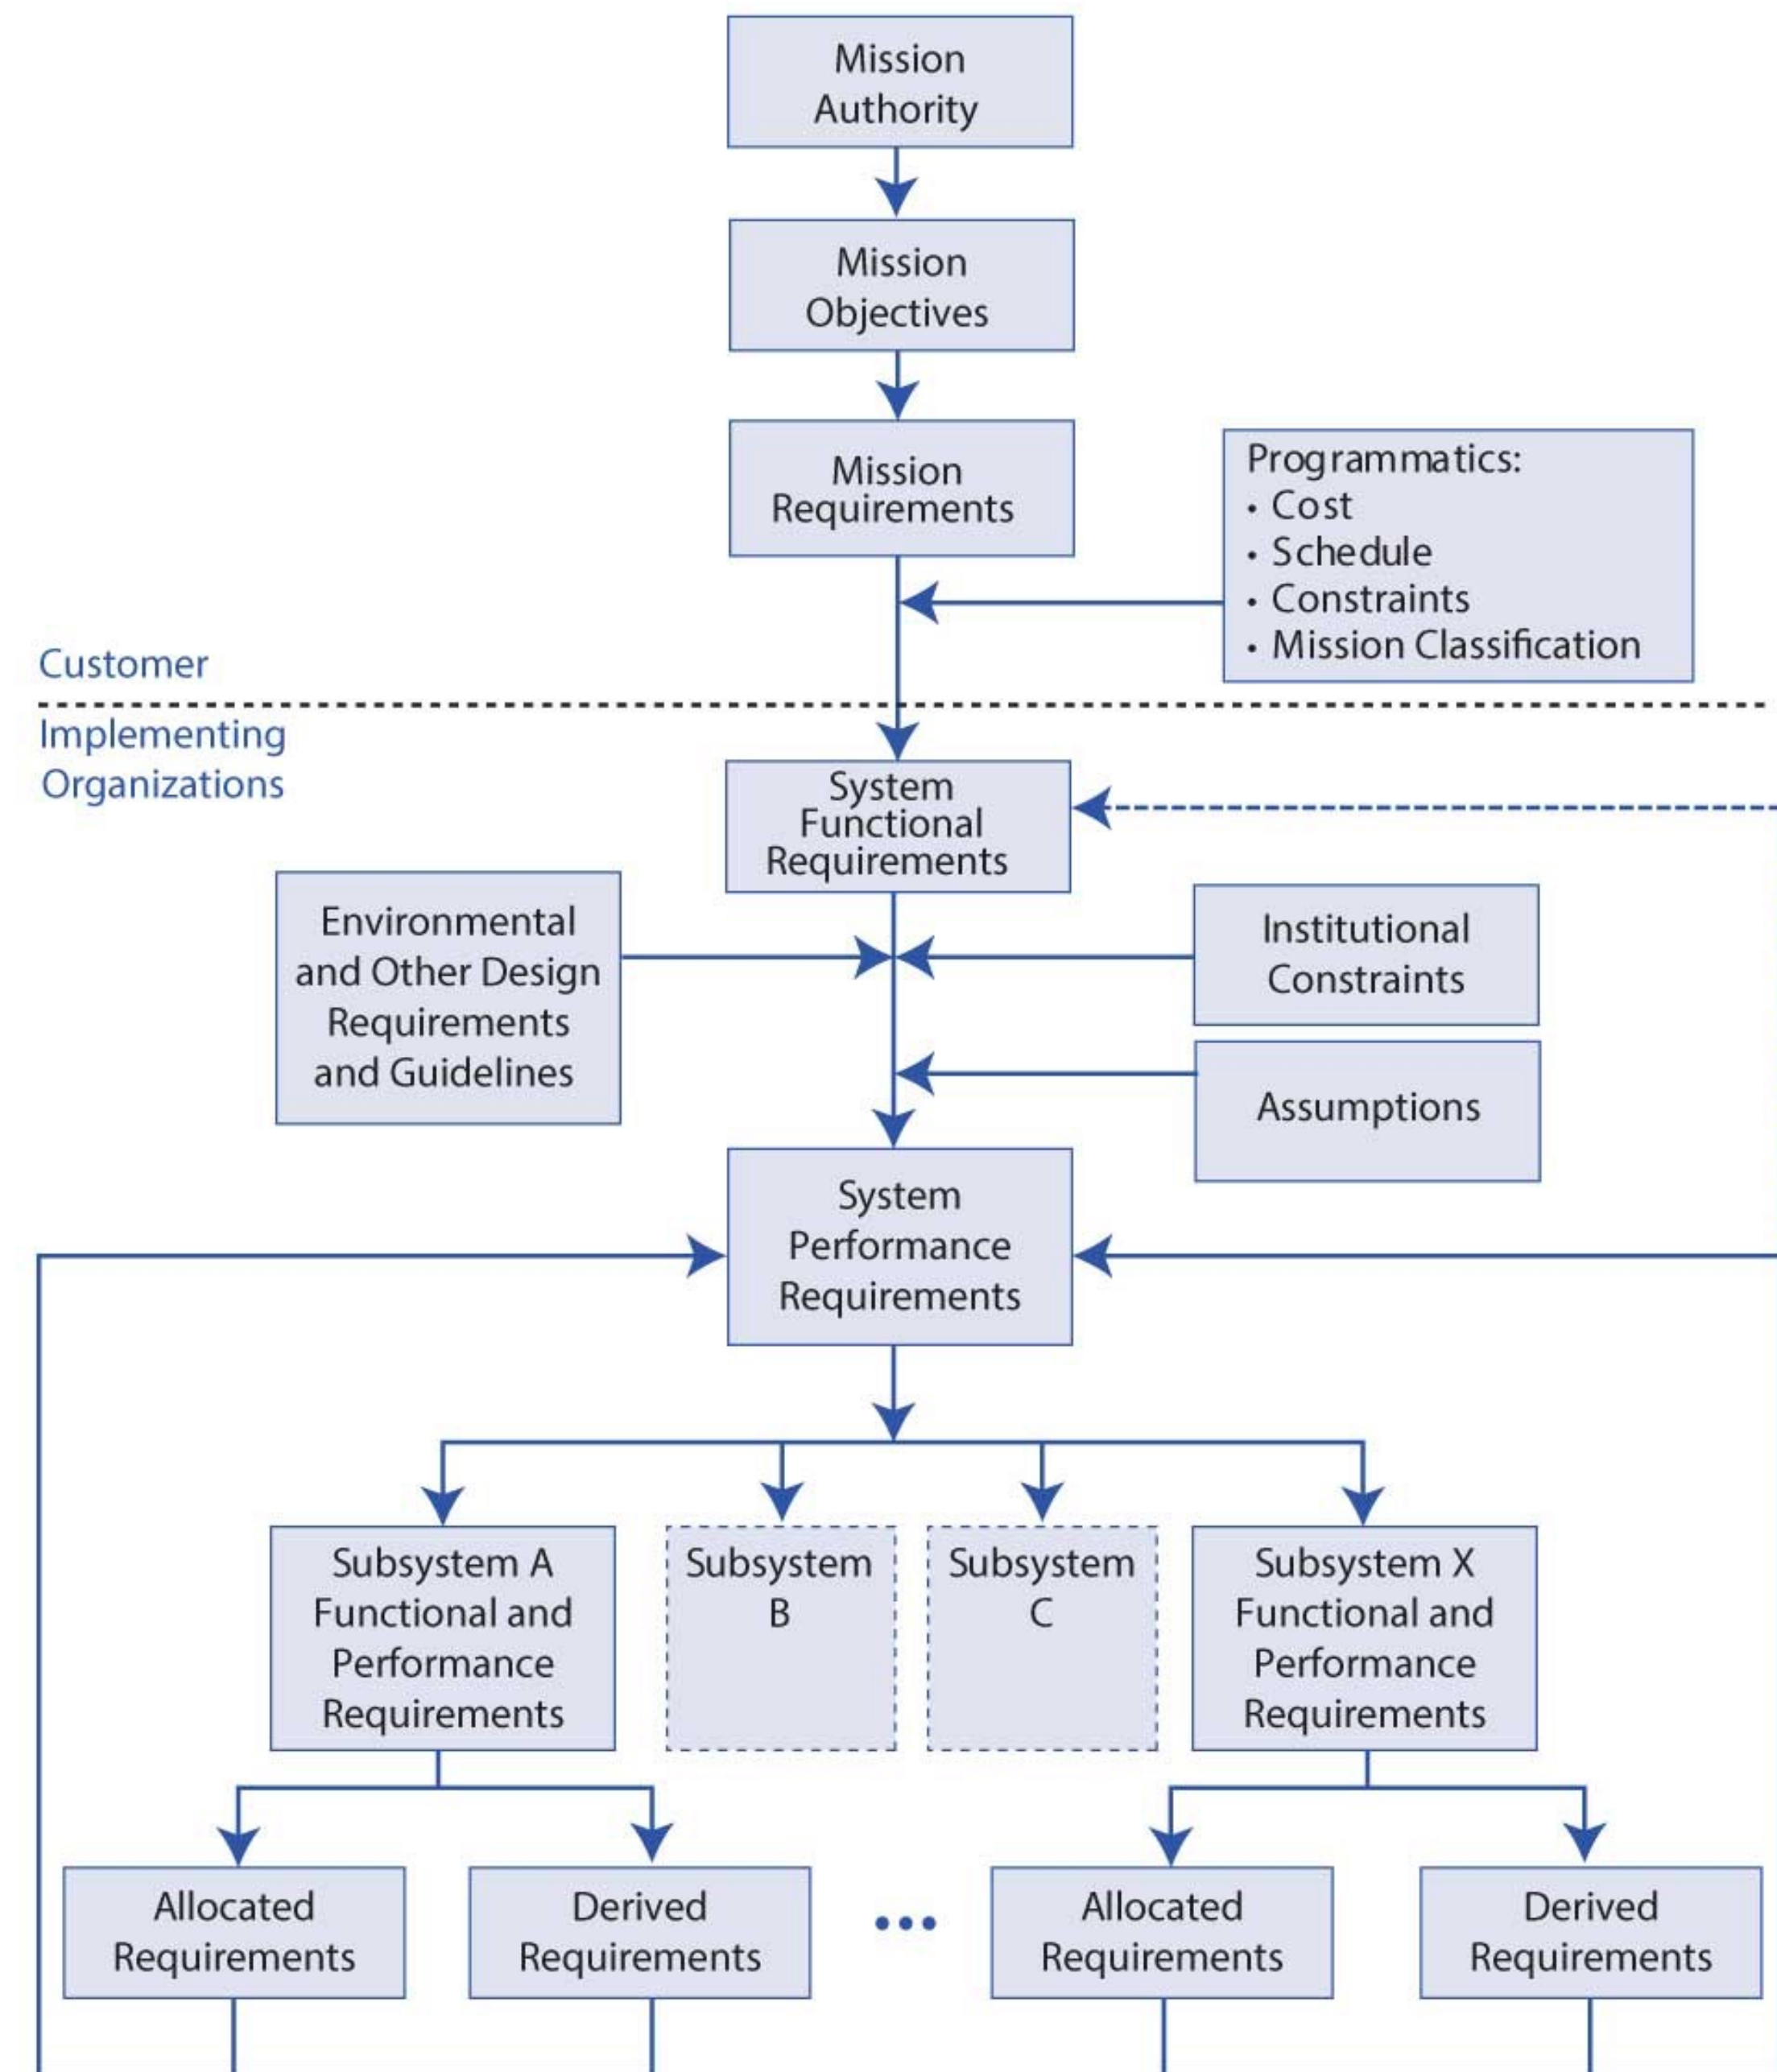 Mission
Authority
Mission
Objectives
Mission
Requirements
Programmatics:
• Cost
• Schedule
• Constraints
• Mission Classification
Customer
Implementing
Organizations
System
Functional
Requirements
Environmental
and Other Design
Requirements
and Guidelines
Institutional
Constraints
Assumptions
System
Performance
Requirements
Subsystem A
Functional and
Performance
Requirements
Subsystem
B
Subsystem
C
Subsystem X
Functional and
Performance
Requirements
Allocated
Requirements
Derived
Requirements
•••
Allocated
Requirements
Derived
Requirements